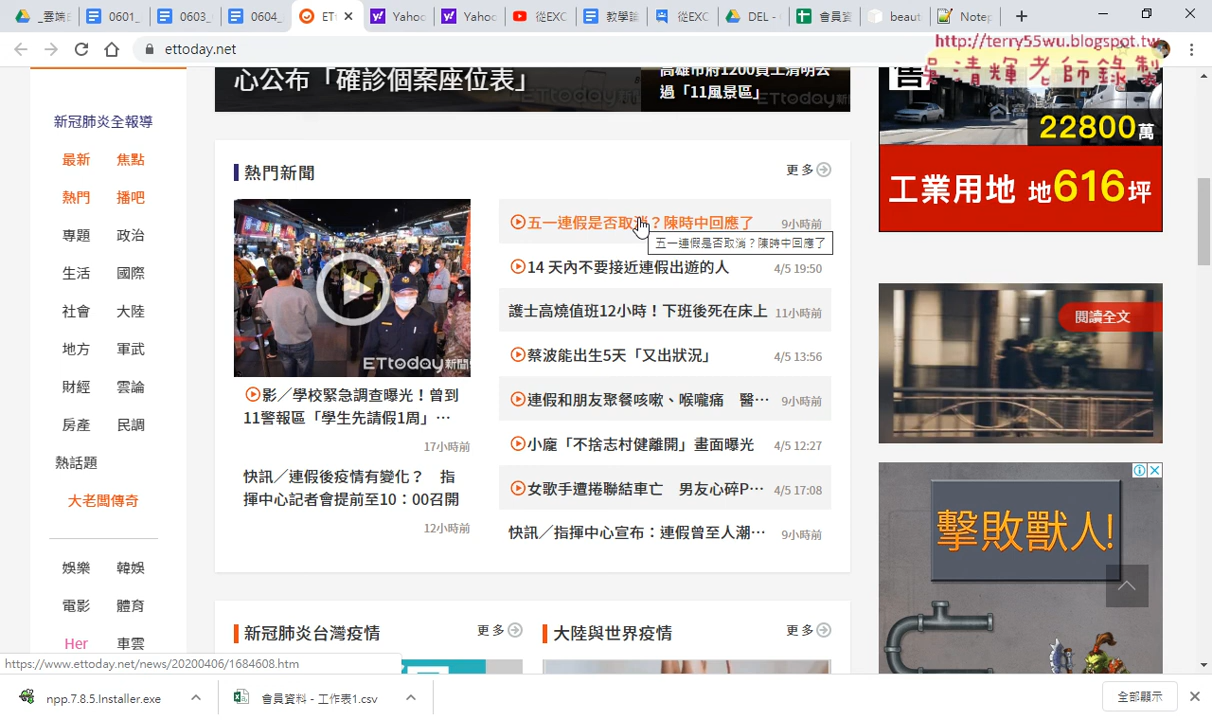 _雲端
0601_
0603_
0604_
ET
Yahoo
Yahoo
從EXC
教學論
從EXC
DEL -
會員資
beaut
Notep
ettoday.net
http://terry55wu.blogspot.tw
吳清輝老師錄製
心公布「確診個案座位表」
高雄市府1200員工清明去
過「11風景區」
ETtoday
ETtoday新聞
新冠肺炎全報導
最新 焦點
熱門 播吧
專題 政治
生活 國際
社會 大陸
地方 軍武
財經 雲論
房產 民調
熱話題
大老闆傳奇
娛樂 韓娛
電影 體育
Her 車雲
熱門新聞
更多
ETtoday新聞
影／學校緊急調查曝光！曾到
11警報區「學生先請假1周」…
17小時前
快訊／連假後疫情有變化？ 指
揮中心記者會提前至10：00召開
12小時前
五一連假是否取消？陳時中回應了 9小時前
五一連假是否取消？陳時中回應了
14 天內不要接近連假出遊的人 4/5 19:50
護士高燒值班12小時！下班後死在床上 11小時前
蔡波能出生5天「又出狀況」 4/5 13:56
連假和朋友聚餐咳嗽、喉嚨痛 醫… 9小時前
小龐「不捨志村健離開」畫面曝光 4/5 12:27
女歌手遭捲聯結車亡 男友心碎P… 4/5 17:08
快訊／指揮中心宣布：連假曾至人潮… 9小時前
新冠肺炎台灣疫情 更多
大陸與世界疫情 更多
售
22800萬
工業用地 地616坪
閱讀全文
擊敗獸人!
https://www.ettoday.net/news/20200406/1684608.htm
npp.7.8.5.Installer.exe
會員資料 - 工作表1.csv
全部顯示